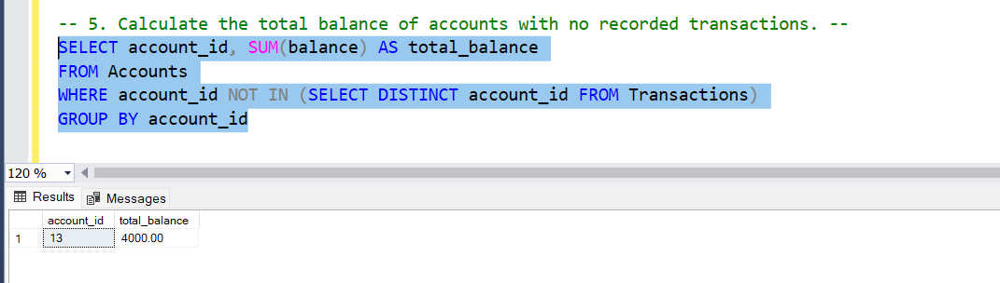 -- 5. Calculate the total balance of accounts with no recorded transactions. --
SELECT account_id, SUM(balance) AS total_balance
FROM Accounts
WHERE account_id NOT IN (SELECT DISTINCT account_id FROM Transactions)
GROUP BY account_id
120 %
Results Messages
account_id total_balance
1 13 4000.00